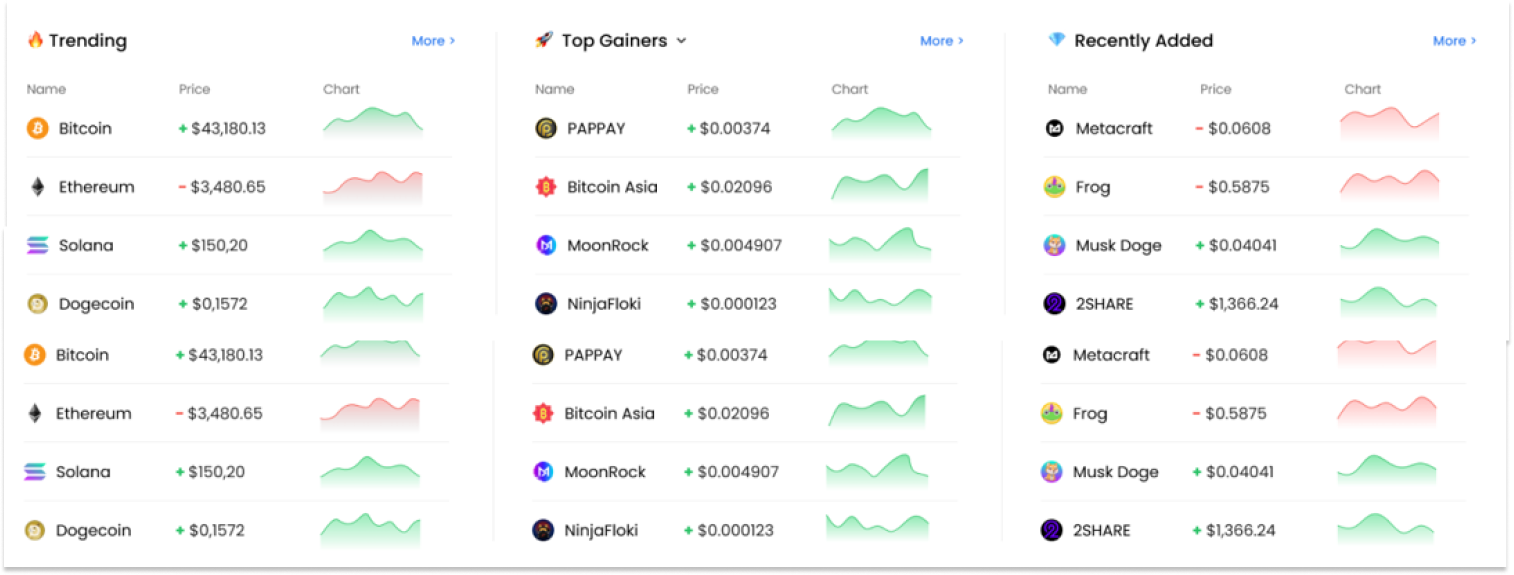 Trending More >
Name Price Chart
Bitcoin + $43,180.13
Ethereum - $3,480.65
Solana + $150,20
Dogecoin + $0,1572
Bitcoin + $43,180.13
Ethereum - $3,480.65
Solana + $150,20
Dogecoin + $0,1572
Top Gainers More >
Name Price Chart
PAPPAY + $0.00374
Bitcoin Asia + $0.02096
MoonRock + $0.004907
NinjaFloki + $0.000123
PAPPAY + $0.00374
Bitcoin Asia + $0.02096
MoonRock + $0.004907
NinjaFloki + $0.000123
Recently Added More >
Name Price Chart
Metacraft - $0.0608
Frog - $0.5875
Musk Doge + $0.04041
2SHARE + $1,366.24
Metacraft - $0.0608
Frog - $0.5875
Musk Doge + $0.04041
2SHARE + $1,366.24